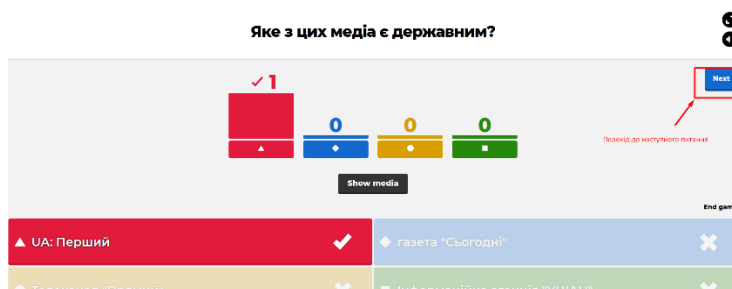 Яке з цих медіа є державним?
1
0
0
0
Next
Перехід до наступного питання
Show media
End gam
UA: Перший
газета "Сьогодні"